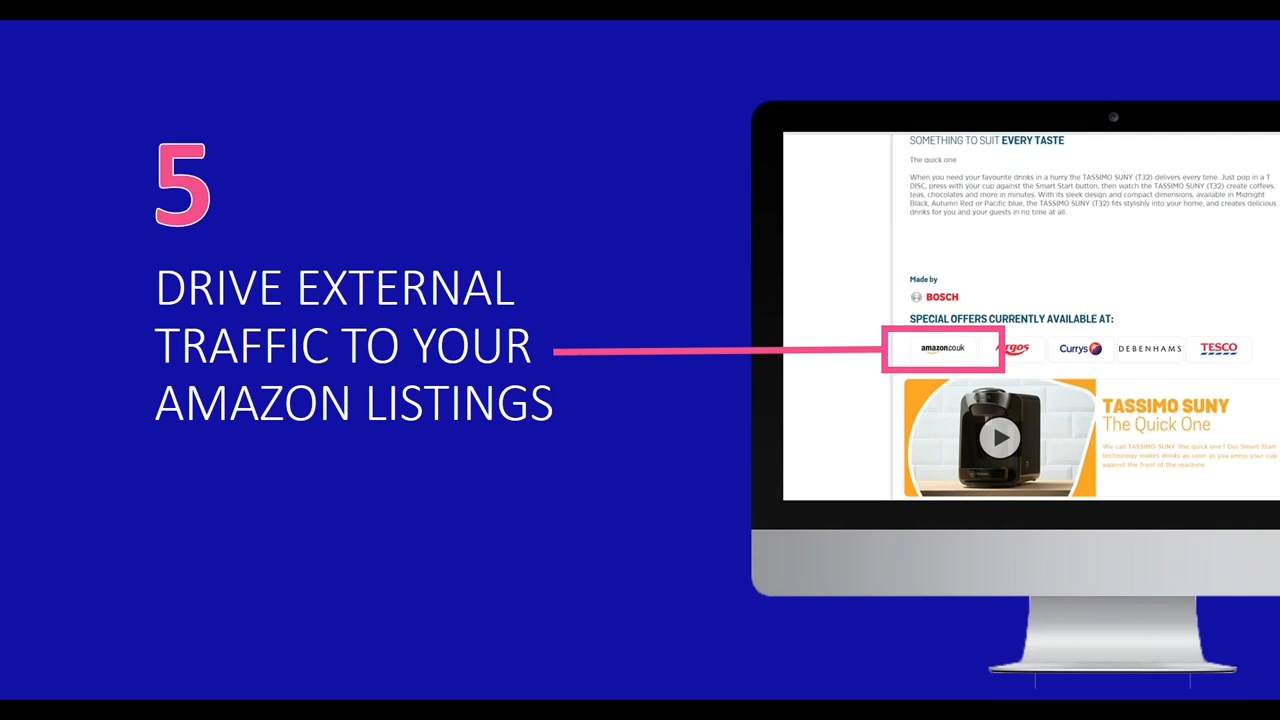 5
DRIVE EXTERNAL
TRAFFIC TO YOUR
AMAZON LISTINGS
SOMETHING TO SUIT EVERY TASTE
The quick one
When you need your favourite drinks in a hurry the TASSIMO SUNY (T32) delivers every time. Just pop in a T
DISC, press with your cup against the Smart Start button, then watch the TASSIMO SUNY (T32) create coffees,
teas, chocolates and more in minutes. With its sleek design and compact dimensions, available in Midnight
Black, Autumn Red or Pacific blue, the TASSIMO SUNY (T32) fits stylishly into your home, and creates delicious
drinks for you and your guests in no time at all.
Made by
BOSCH
SPECIAL OFFERS CURRENTLY AVAILABLE AT:
amazon.co.uk Argos Currys DEBENHAMS TESCO
TASSIMO SUNY
The Quick One
We call TASSIMO SUNY 'the quick one'! Our Smart Start
technology makes drinks as soon as you press your cup
against the front of the machine.